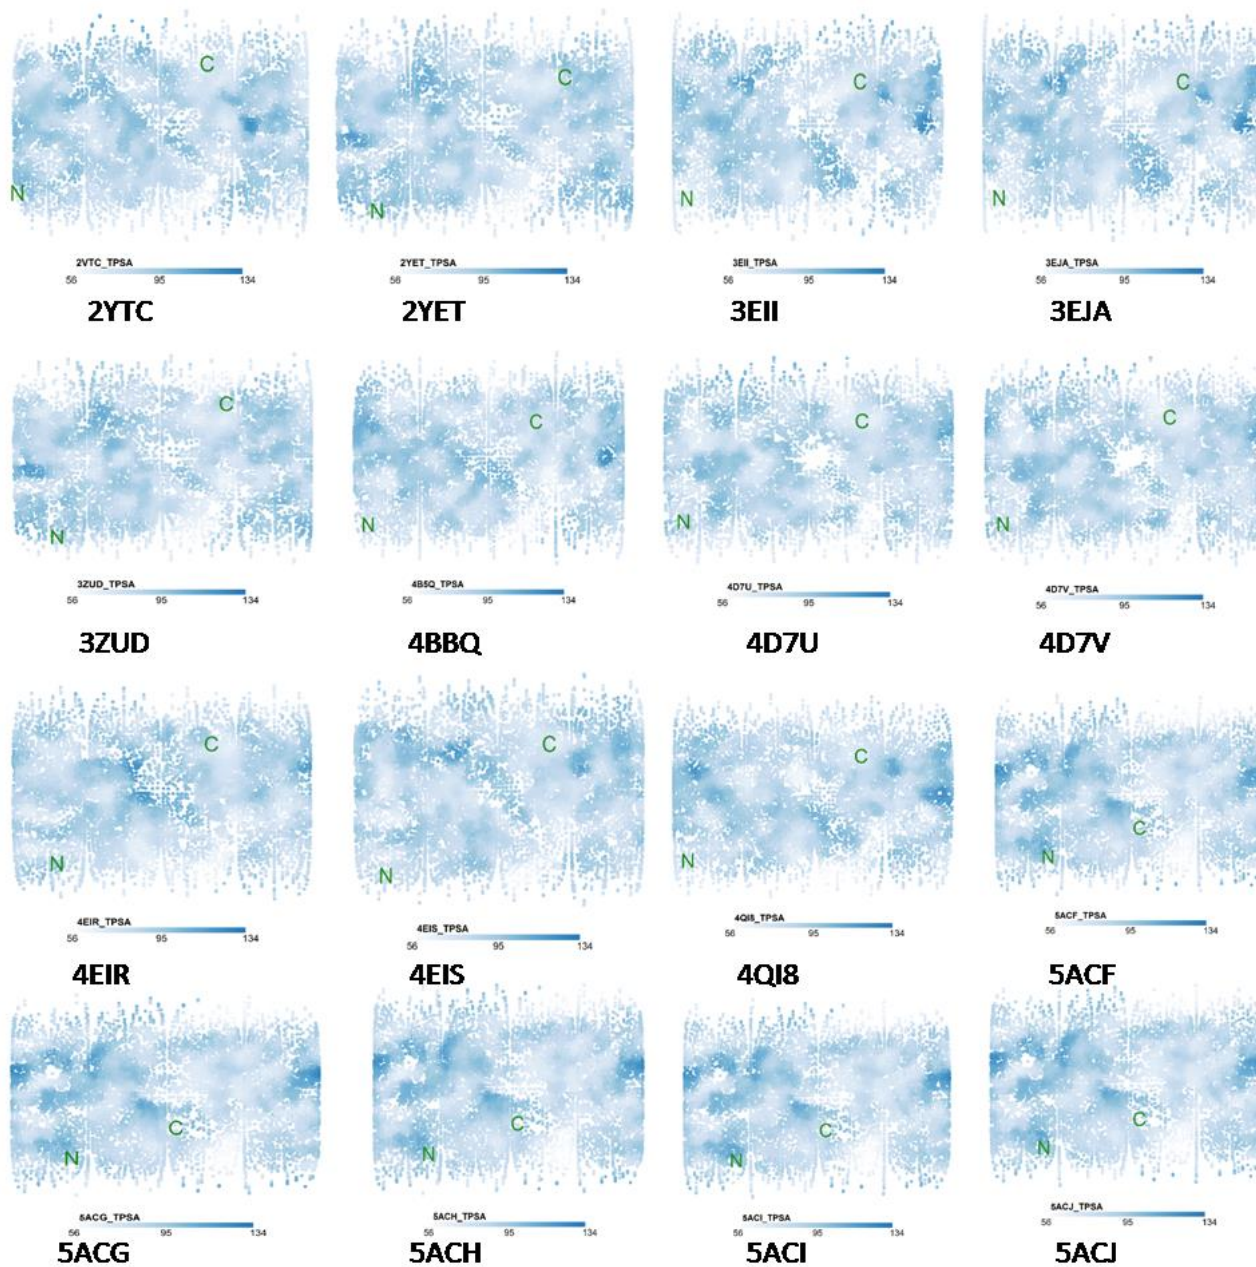 C C C C
N N N N
2VTC_TPSA 2YET_TPSA 3EII_TPSA 3EJA_TPSA
56 95 134 56 95 134 56 95 134 56 95 134
2YTC 2YET 3EII 3EJA
C C C C
N N N N
3ZUD_TPSA 4B5Q_TPSA 4D7U_TPSA 4D7V_TPSA
56 95 134 56 95 134 56 95 134 56 95 134
3ZUD 4BBQ 4D7U 4D7V
C C C C
N N N N
4EIR_TPSA 4EIS_TPSA 4QI8_TPSA 5ACF_TPSA
56 95 134 56 95 134 56 95 134 56 95 134
4EIR 4EIS 4QI8 5ACF
C C C C
N N N N
5ACG_TPSA 5ACH_TPSA 5ACI_TPSA 5ACJ_TPSA
56 95 134 56 95 134 56 95 134 56 95 134
5ACG 5ACH 5ACI 5ACJ